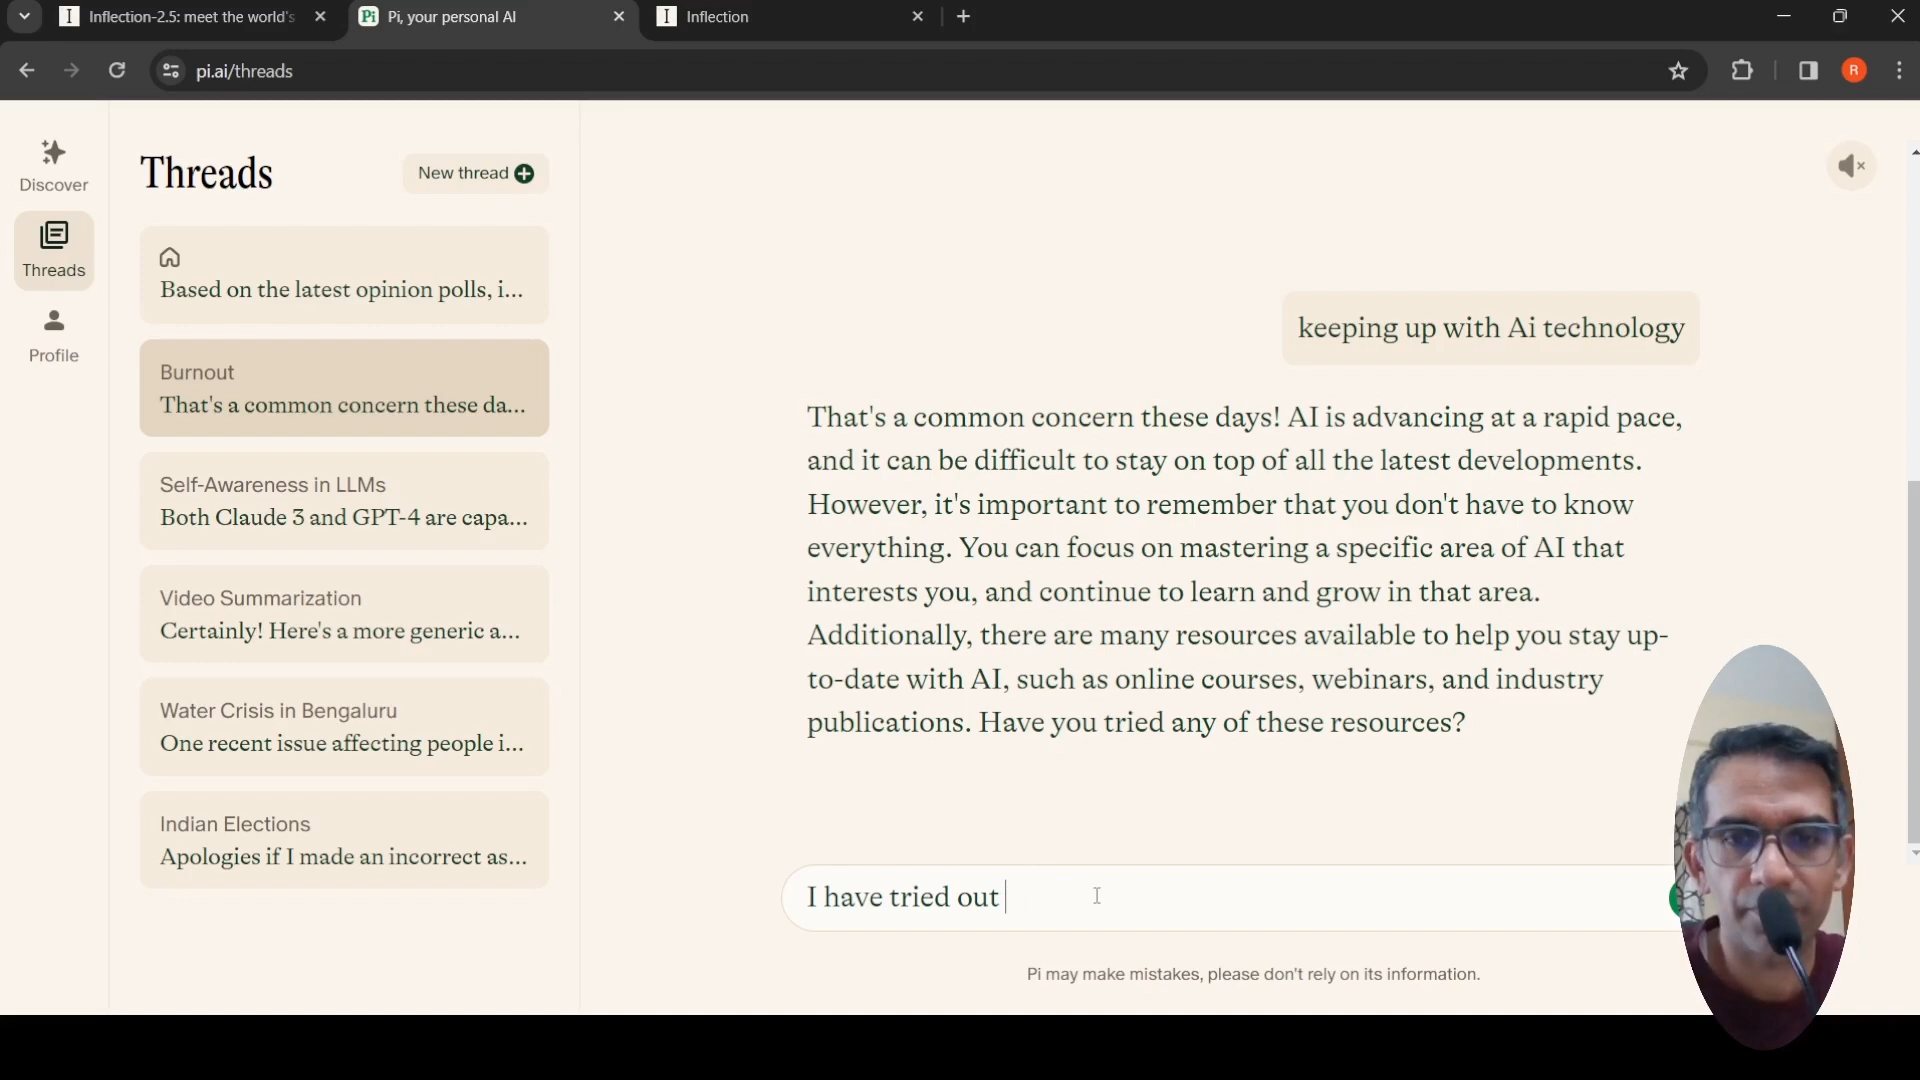 Inflection-2.5: meet the world's
Pi Pi, your personal AI
Inflection
pi.ai/threads
R
Discover
Threads
Profile
Threads
New thread
Based on the latest opinion polls, i...
Burnout
That's a common concern these da...
Self-Awareness in LLMs
Both Claude 3 and GPT-4 are capa...
Video Summarization
Certainly! Here's a more generic a...
Water Crisis in Bengaluru
One recent issue affecting people i...
Indian Elections
Apologies if I made an incorrect as...
keeping up with Ai technology
That's a common concern these days! AI is advancing at a rapid pace,
and it can be difficult to stay on top of all the latest developments.
However, it's important to remember that you don't have to know
everything. You can focus on mastering a specific area of AI that
interests you, and continue to learn and grow in that area.
Additionally, there are many resources available to help you stay up-
to-date with AI, such as online courses, webinars, and industry
publications. Have you tried any of these resources?
I have tried out
Pi may make mistakes, please don't rely on its information.